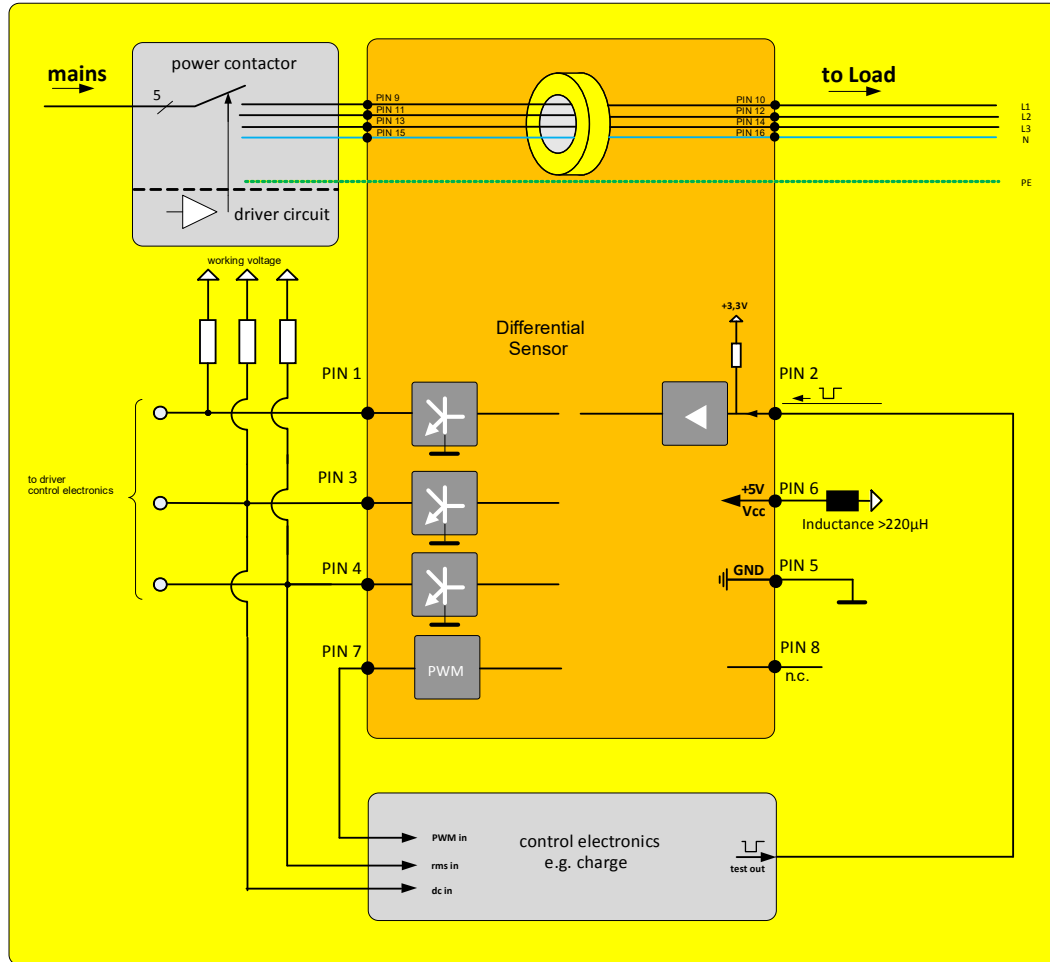 power contactor
mains
5
to Load
PIN 9
PIN 11
PIN 13
PIN 15
PIN 10
PIN 12
PIN 14
PIN 16
L1
L2
L3
N
PE
driver circuit
working voltage
+3,3V
Differential
Sensor
PIN 1
PIN 2
to driver
control electronics
PIN 3
+5V
Vcc
PIN 6
Inductance >220µH
PIN 4
GND
PIN 5
PIN 7
PWM
PIN 8
n.c.
PWM in
rms in
dc in
control electronics
e.g. charge
test out